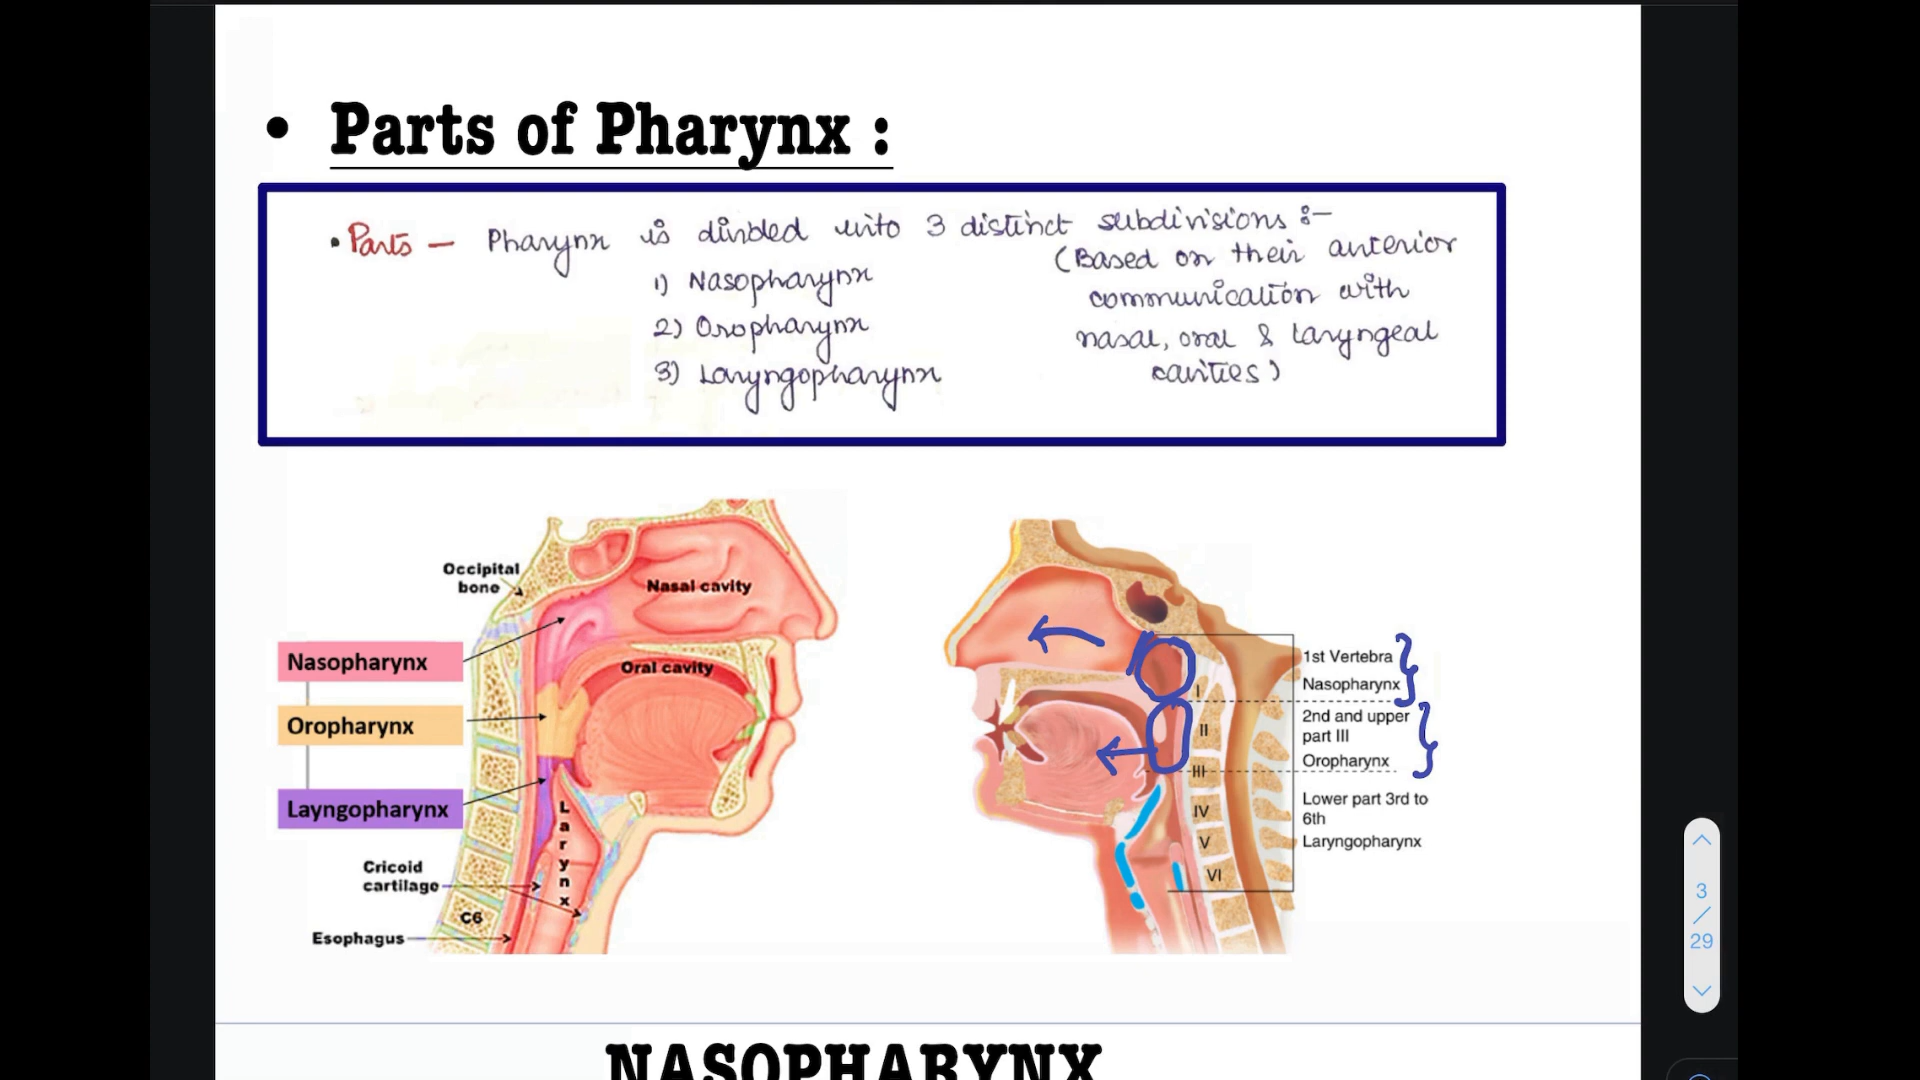 • Parts of Pharynx :
• Parts — Pharynx is divided into 3 distinct subdivisions :-
(Based on their anterior
1) Nasopharynx
communication with
2) Oropharynx
nasal, oral & laryngeal
3) Laryngopharynx
cavities)
Occipital
bone
Nasal cavity
Nasopharynx
Oral cavity
Oropharynx
Layngopharynx
Larynx
Cricoid
cartilage
C6
Esophagus
1st Vertebra
Nasopharynx
I
2nd and upper
part III
II
Oropharynx
III
Lower part 3rd to
6th
IV
Laryngopharynx
V
VI
3
/
29
NASOPHARYNX